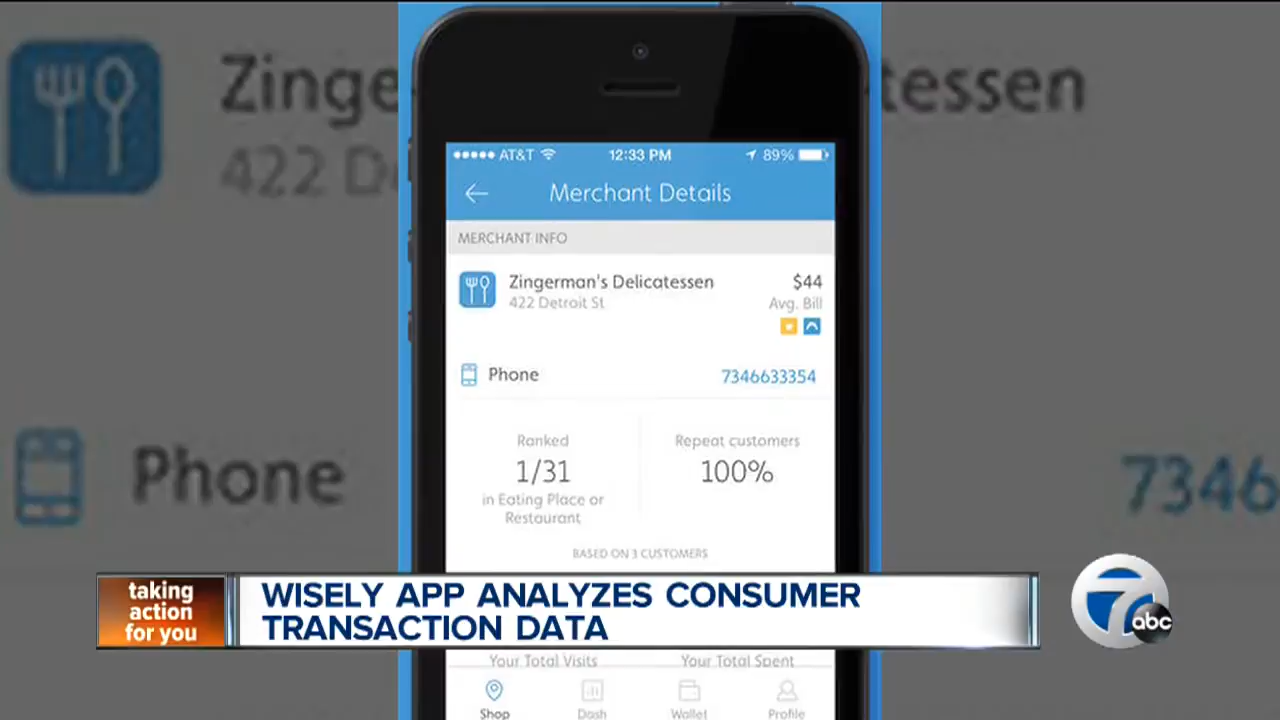 Zinge
tessen
422 D
AT&T 12:33 PM 89%
Merchant Details
MERCHANT INFO
Zingerman's Delicatessen $44
422 Detroit St Avg. Bill
Phone 7346633354
Phone
7346
Ranked Repeat customers
1/31 100%
in Eating Place or
Restaurant
BASED ON 3 CUSTOMERS
taking
action
for you
WISELY APP ANALYZES CONSUMER
TRANSACTION DATA
7 abc
Your Total Visits Your Total Spent
Shop Dash Wallet Profile